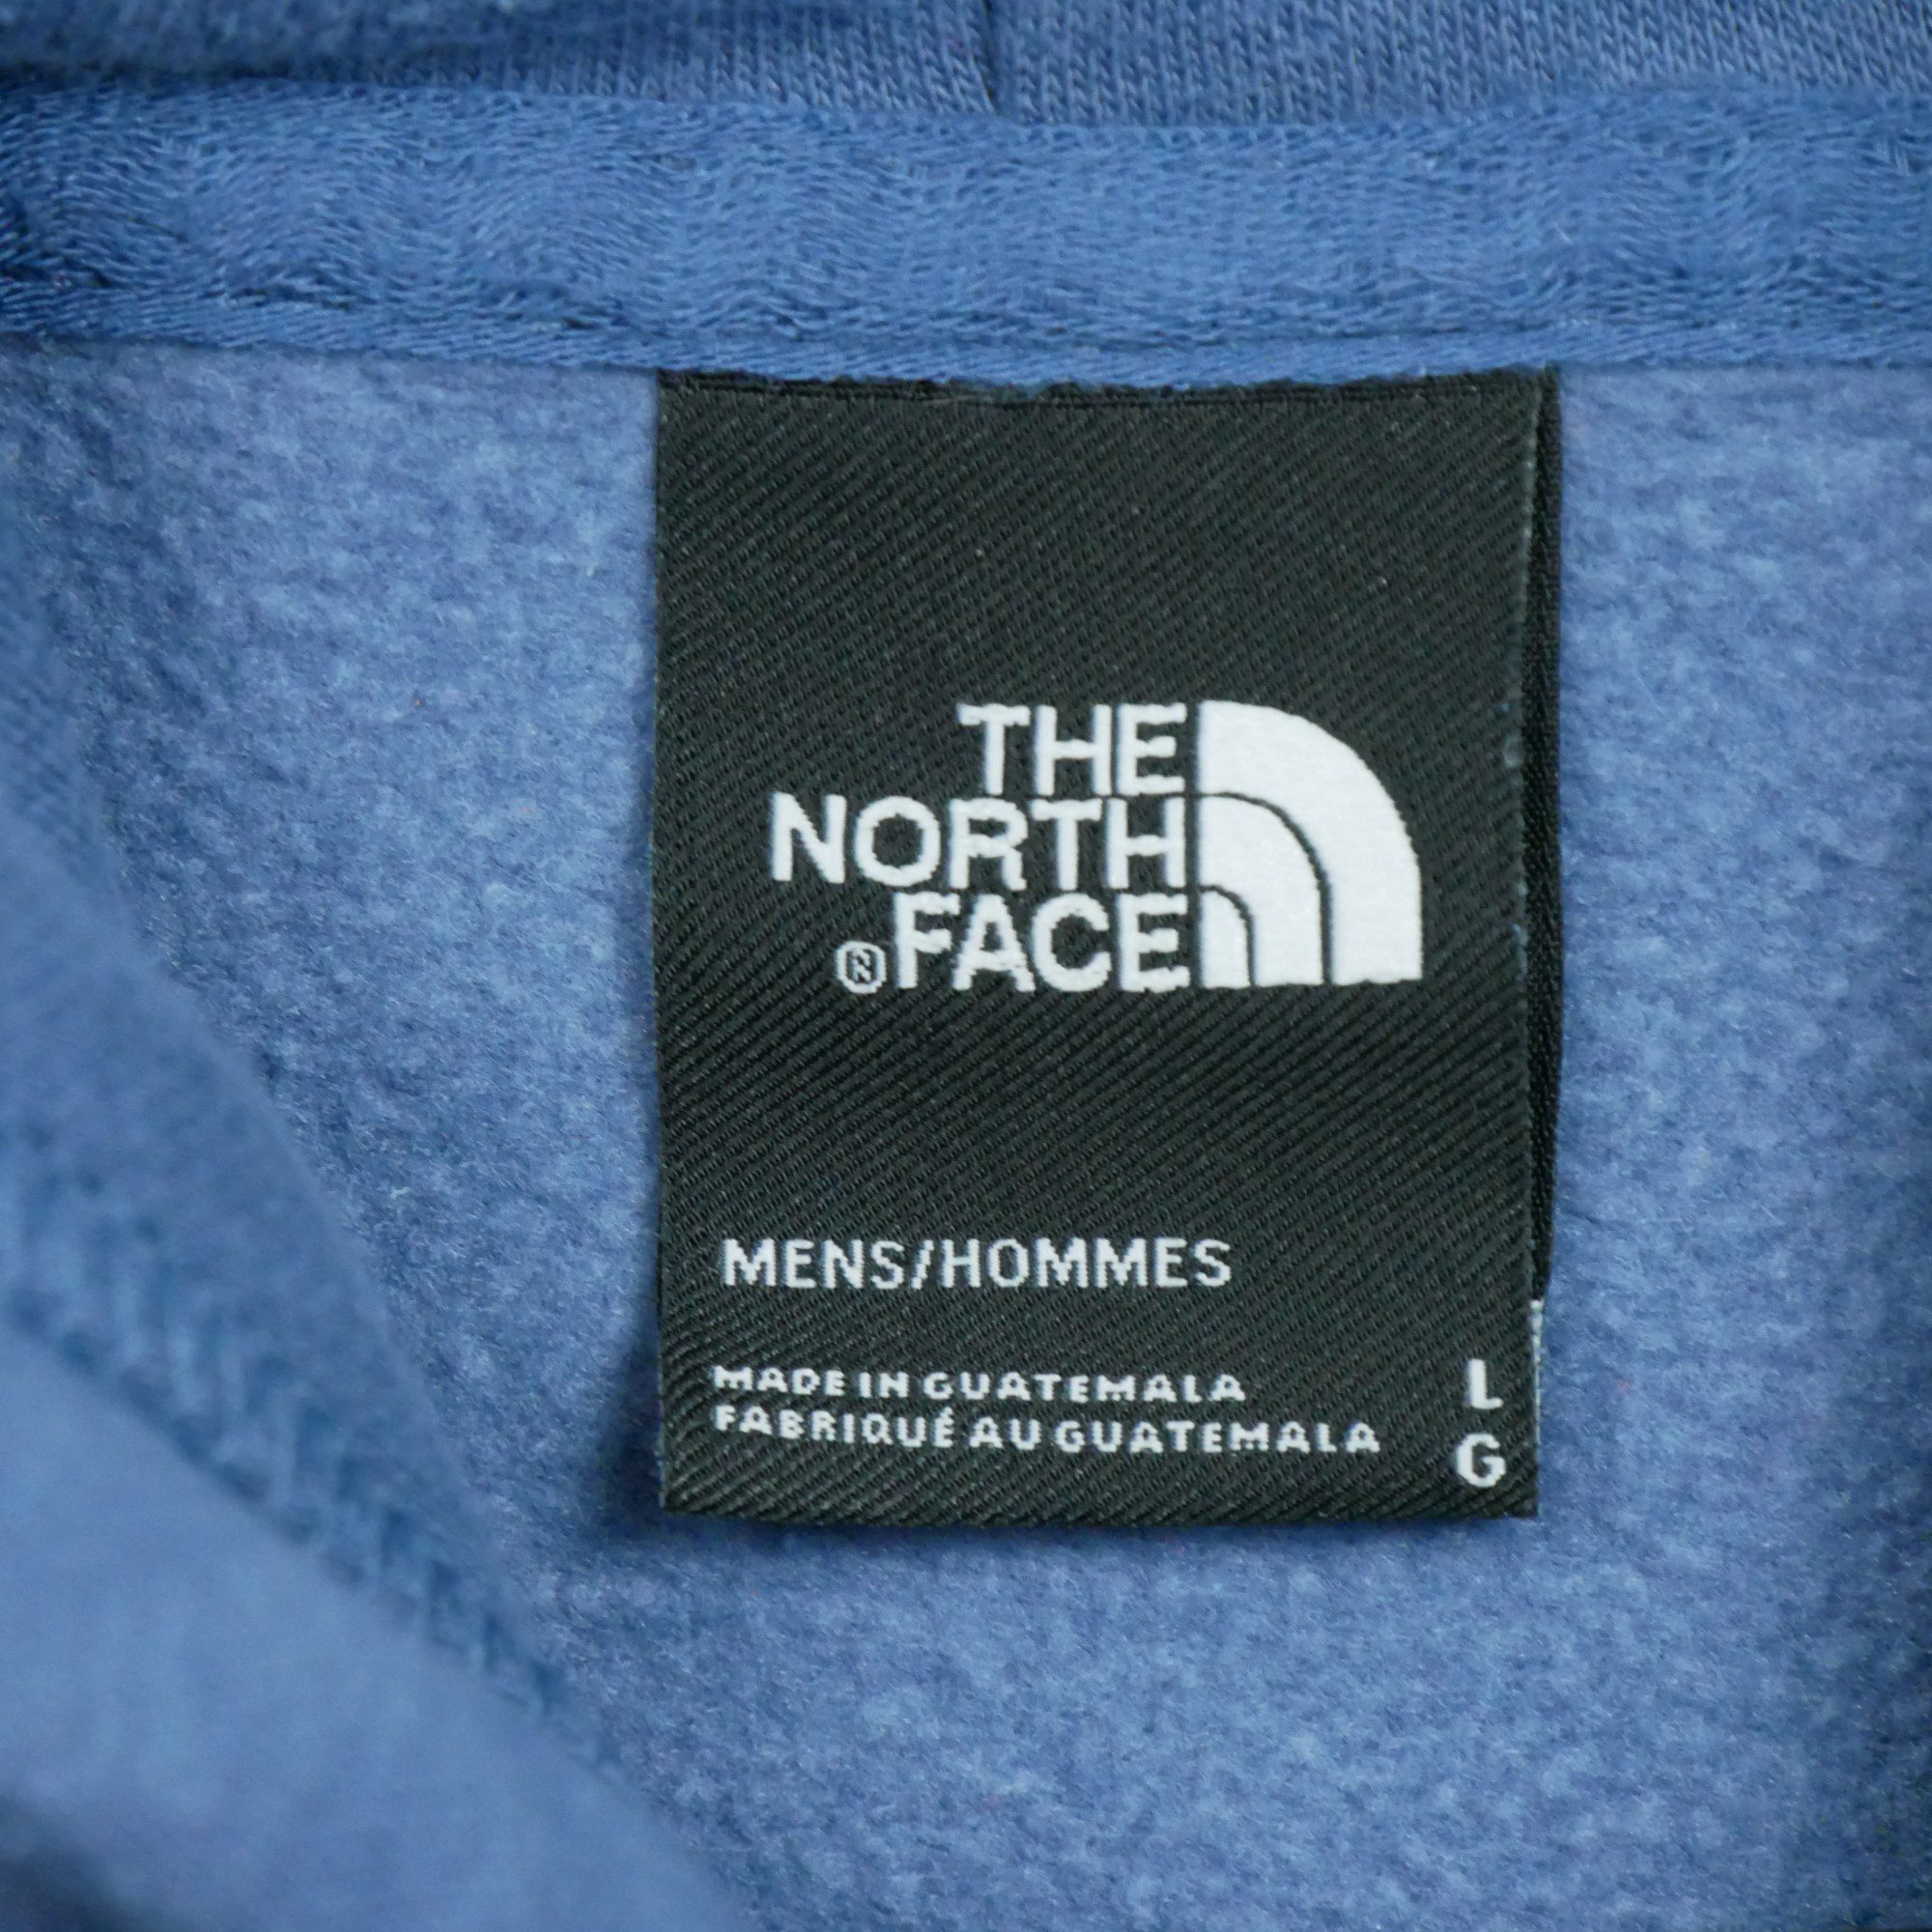 THE
NORTH
FACE
MENS/HOMMES
MADE IN GUATEMALA
FABRIQUÉ AU GUATEMALA
L
G